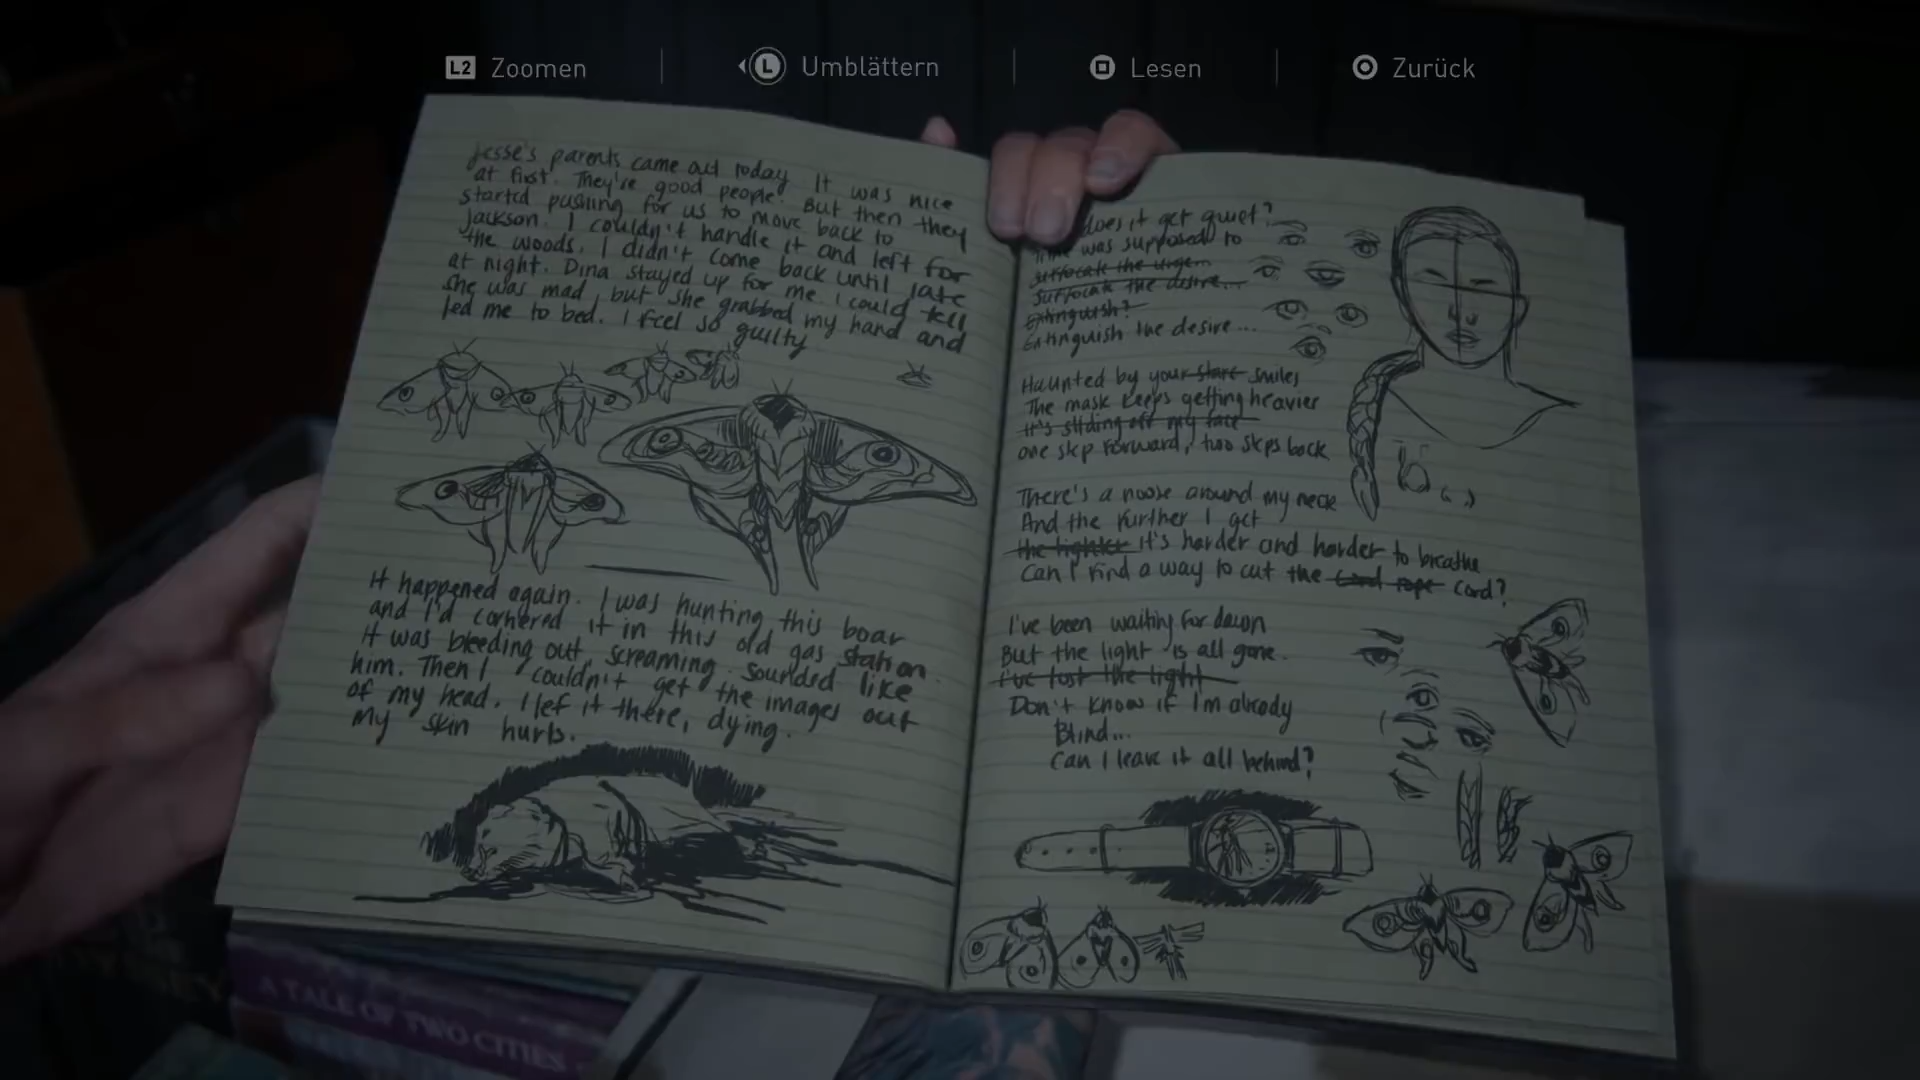 L2 Zoomen
L Umblättern
Lesen
Zurück
Jesse's parents came out today. It was nice
at first. They're good people. But then they
started pushing for us to move back to
Jackson. I couldn't handle it and left for
the woods. I didn't come back until late
at night. Dina stayed up for me. I could tell
she was mad, but she grabbed my hand and
led me to bed. I feel so guilty
It happened again. I was hunting this boar
and I'd cornered it in this old gas station.
It was bleeding out, screaming. Sounded like
him. Then I couldn't get the images out
of my head. I lef it there, dying.
My skin hurts.
does it get quiet?
Time was supposed to
suffocate the urge...
suffocate the desire...
Extinguish?
Extinguish the desire...
Haunted by your stare smiles
The mask keeps getting heavier
It's sliding off my face
one step forward, two steps back
There's a noose around my neck
And the further I get
the tighter it's harder and harder to breathe
Can I find a way to cut the cord rope cord?
I've been waiting for dawn
But the light is all gone.
I've lost the light
Don't know if I'm already
Blind...
Can I leave it all behind?
A TALE OF TWO CITIES